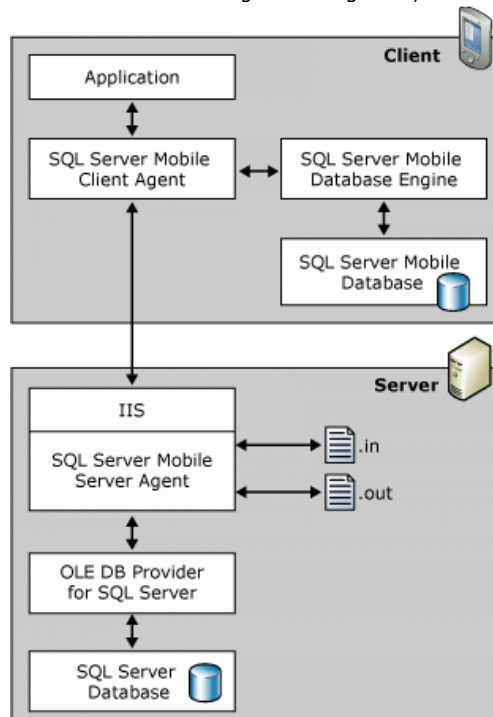 Client
Application
SQL Server Mobile
Client Agent
SQL Server Mobile
Database Engine
SQL Server Mobile
Database
Server
IIS
SQL Server Mobile
Server Agent
.in
.out
OLE DB Provider
for SQL Server
SQL Server
Database